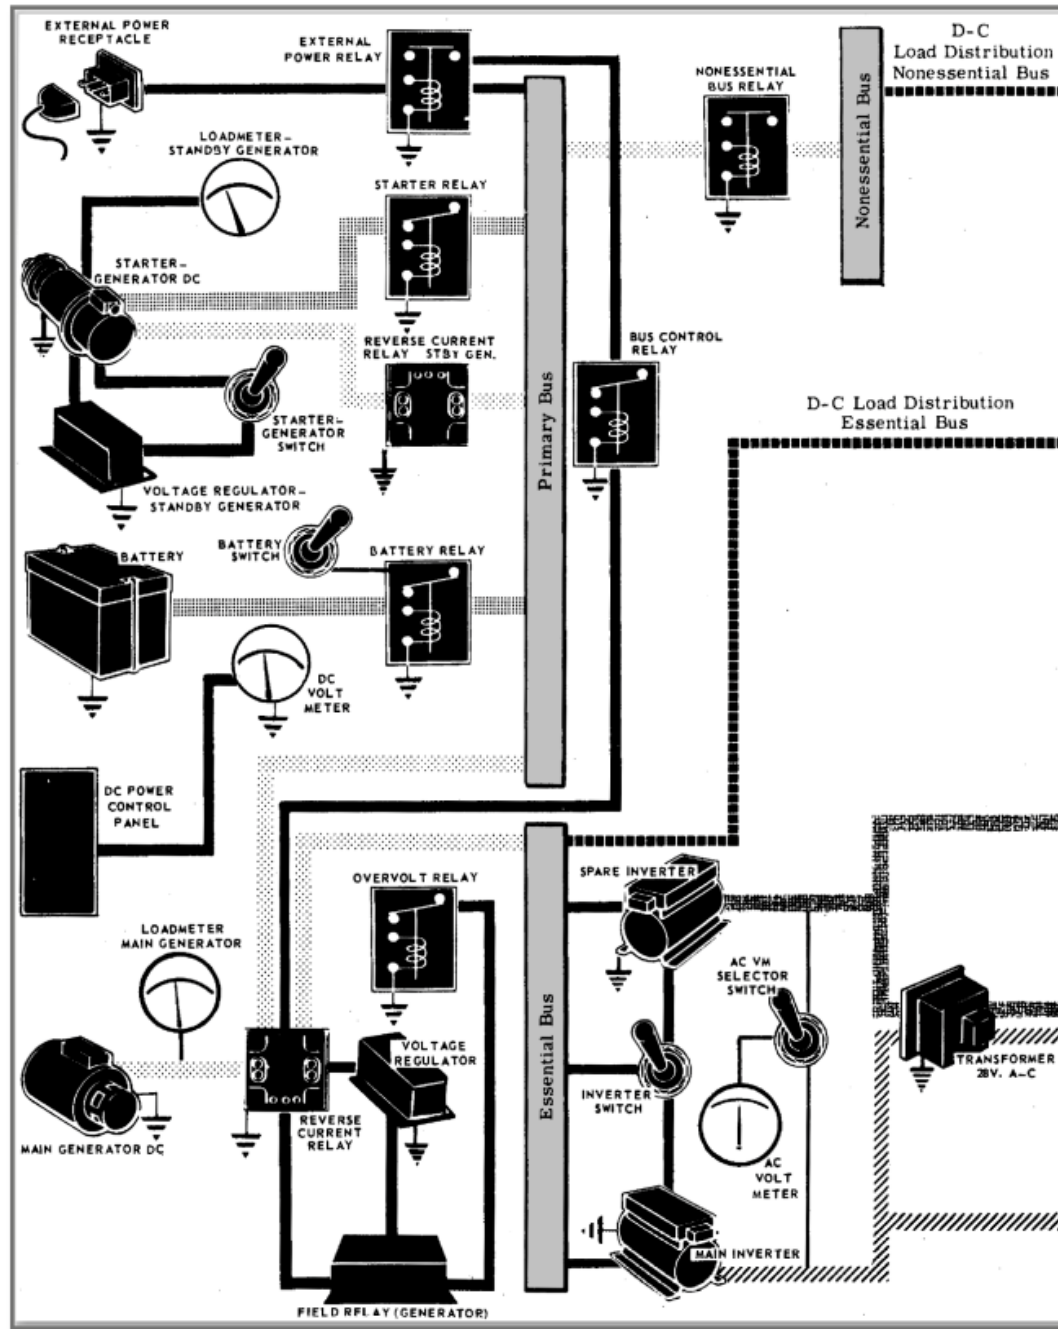 EXTERNAL POWER
RECEPTACLE
EXTERNAL
POWER RELAY
D-C
Load Distribution
Nonessential Bus
NONESSENTIAL
BUS RELAY
Nonessential Bus
LOADMETER-
STANDBY GENERATOR
STARTER RELAY
STARTER-
GENERATOR DC
REVERSE CURRENT
RELAY STBY GEN.
BUS CONTROL
RELAY
Primary Bus
D-C Load Distribution
Essential Bus
STARTER-
GENERATOR
SWITCH
VOLTAGE REGULATOR-
STANDBY GENERATOR
BATTERY
SWITCH
BATTERY RELAY
BATTERY
DC
VOLT
METER
DC POWER
CONTROL
PANEL
OVERVOLT RELAY
SPARE INVERTER
LOADMETER
MAIN GENERATOR
AC VM
SELECTOR
SWITCH
Essential Bus
VOLTAGE
REGULATOR
TRANSFORMER
28V. A-C
INVERTER
SWITCH
REVERSE
CURRENT
RELAY
MAIN GENERATOR DC
AC
VOLT
METER
MAIN INVERTER
FIELD RELAY (GENERATOR)